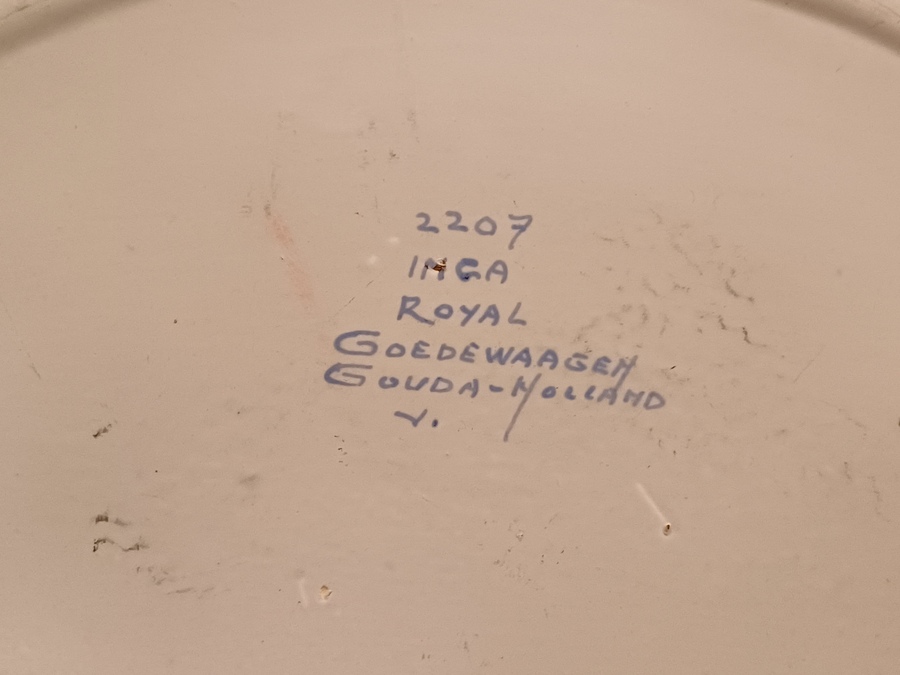 2207
INGA
ROYAL
GOEDEWAAGEN
GOUDA-HOLLAND
v.